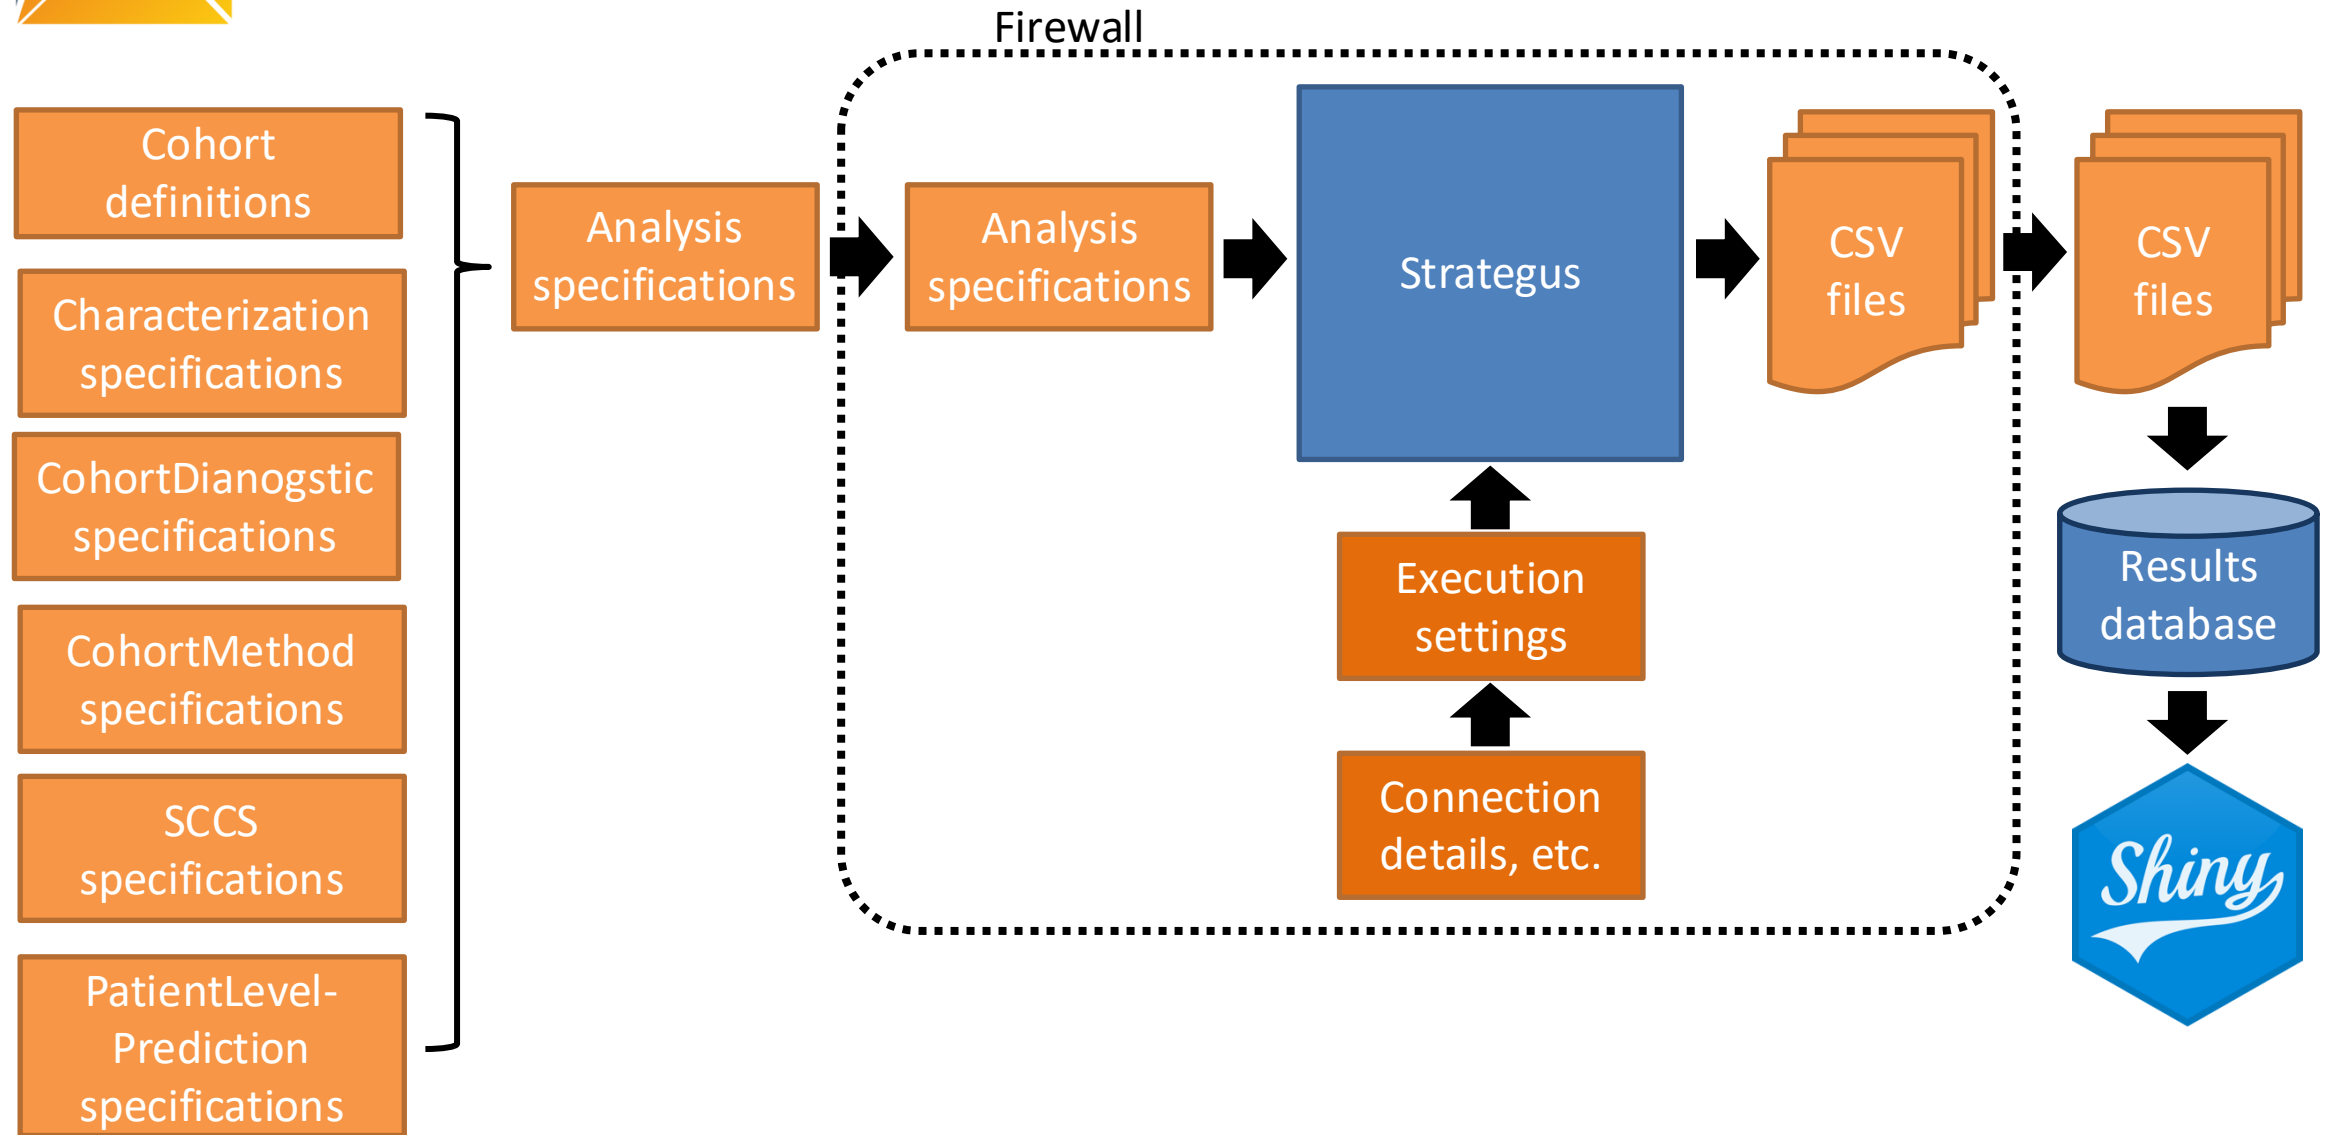 Firewall
Cohort
definitions
Characterization
specifications
CohortDianogstic
specifications
CohortMethod
specifications
SCCS
specifications
PatientLevel-
Prediction
specifications
Analysis
specifications
Analysis
specifications
Strategus
Execution
settings
Connection
details, etc.
CSV
files
CSV
files
Results
database
Shiny